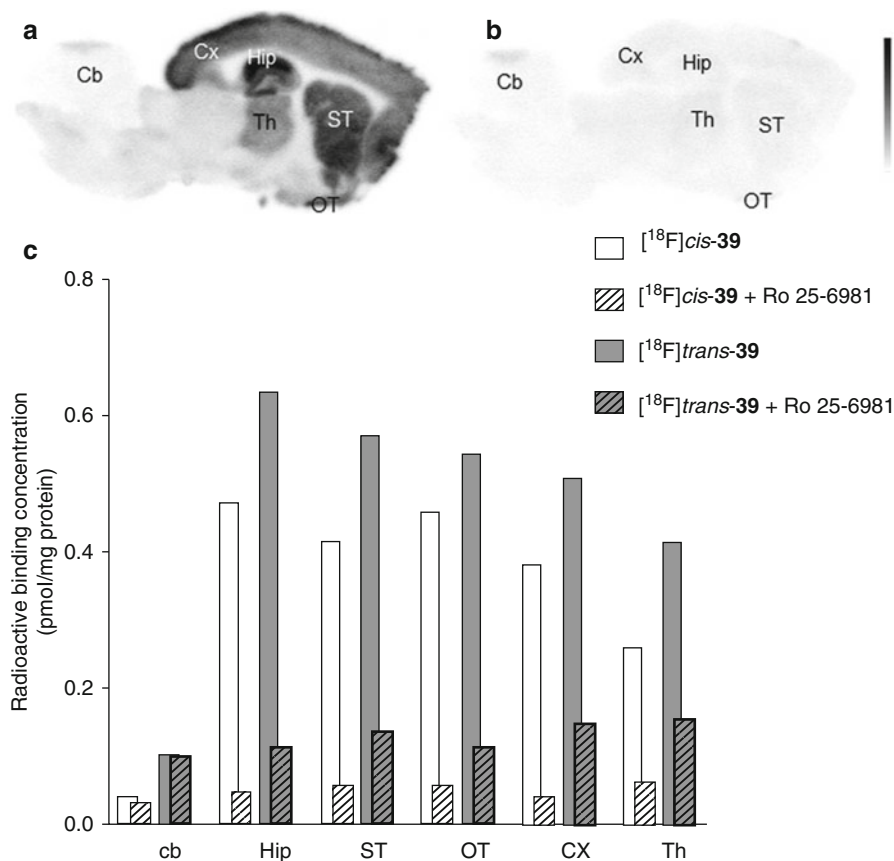 a
Cx
Hip
Cb
Th
ST
OT
b
Cx
Hip
Cb
Th
ST
OT
c
[¹⁸F]cis-39
[¹⁸F]cis-39 + Ro 25-6981
[¹⁸F]trans-39
[¹⁸F]trans-39 + Ro 25-6981
Radioactive binding concentration
(pmol/mg protein)
0.8
0.6
0.4
0.2
0.0
cb Hip ST OT CX Th